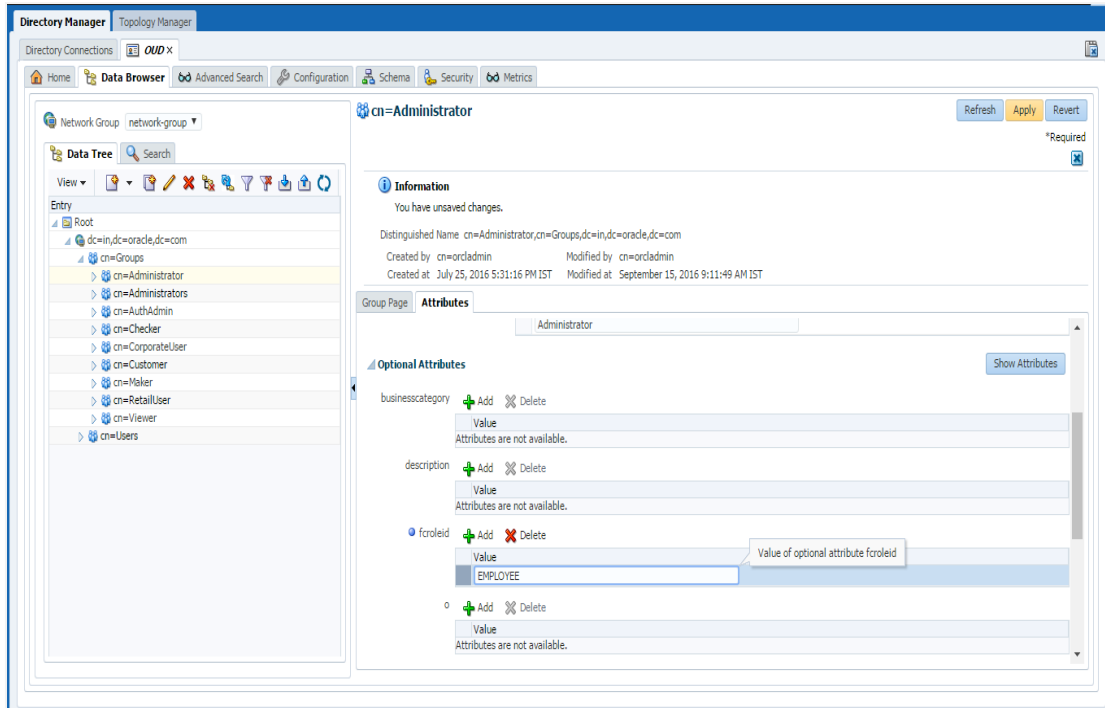 Directory Manager Topology Manager
Directory Connections OUD ×
Home Data Browser Advanced Search Configuration Schema Security Metrics
Network Group network-group ▼
Data Tree Search
View
Entry
Root
dc=in,dc=oracle,dc=com
cn=Groups
cn=Administrator
cn=Administrators
cn=AuthAdmin
cn=Checker
cn=CorporateUser
cn=Customer
cn=Maker
cn=RetailUser
cn=Viewer
cn=Users
cn=Administrator
Refresh Apply Revert
*Required
Information
You have unsaved changes.
Distinguished Name cn=Administrator,cn=Groups,dc=in,dc=oracle,dc=com
Created by cn=orcladmin Modified by cn=orcladmin
Created at July 25, 2016 5:31:16 PM IST Modified at September 15, 2016 9:11:49 AM IST
Group Page Attributes
Administrator
Optional Attributes Show Attributes
businesscategory Add Delete
Value
Attributes are not available.
description Add Delete
Value
Attributes are not available.
fcroleid Add Delete
Value
Value of optional attribute fcroleid
EMPLOYEE
o Add Delete
Value
Attributes are not available.